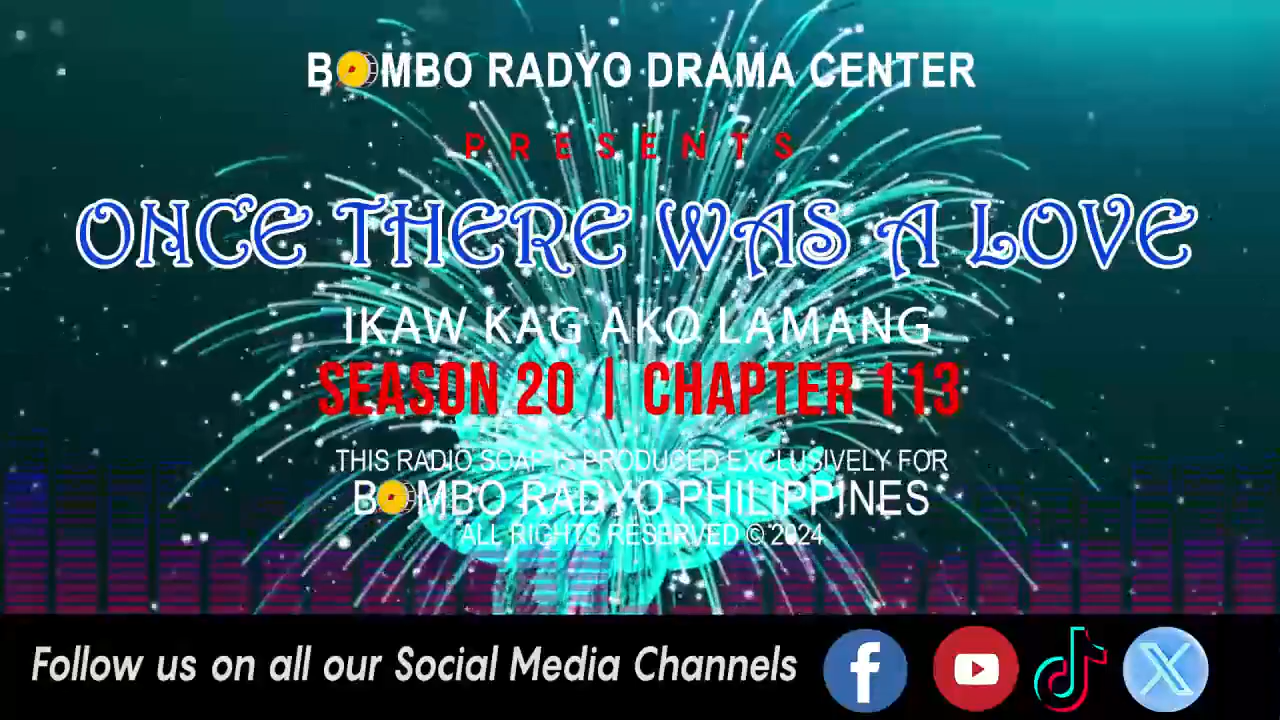 BOMBO RADYO DRAMA CENTER
PRESENTS
ONCE THERE WAS A LOVE
IKAW KAG AKO LAMANG
SEASON 20 | CHAPTER 113
THIS RADIO SOAP IS PRODUCED EXCLUSIVELY FOR
BOMBO RADYO PHILIPPINES
ALL RIGHTS RESERVED © 2024
Follow us on all our Social Media Channels